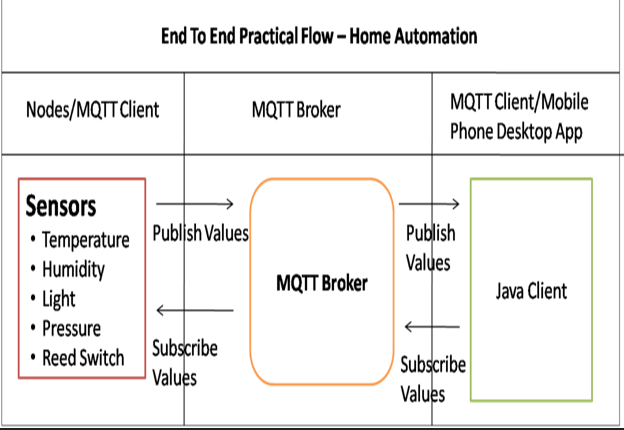 End To End Practical Flow – Home Automation
Nodes/MQTT Client
MQTT Broker
MQTT Client/Mobile
Phone Desktop App
Sensors
• Temperature
• Humidity
• Light
• Pressure
• Reed Switch
Publish Values
Subscribe
Values
MQTT Broker
Publish
Values
Subscribe
Values
Java Client